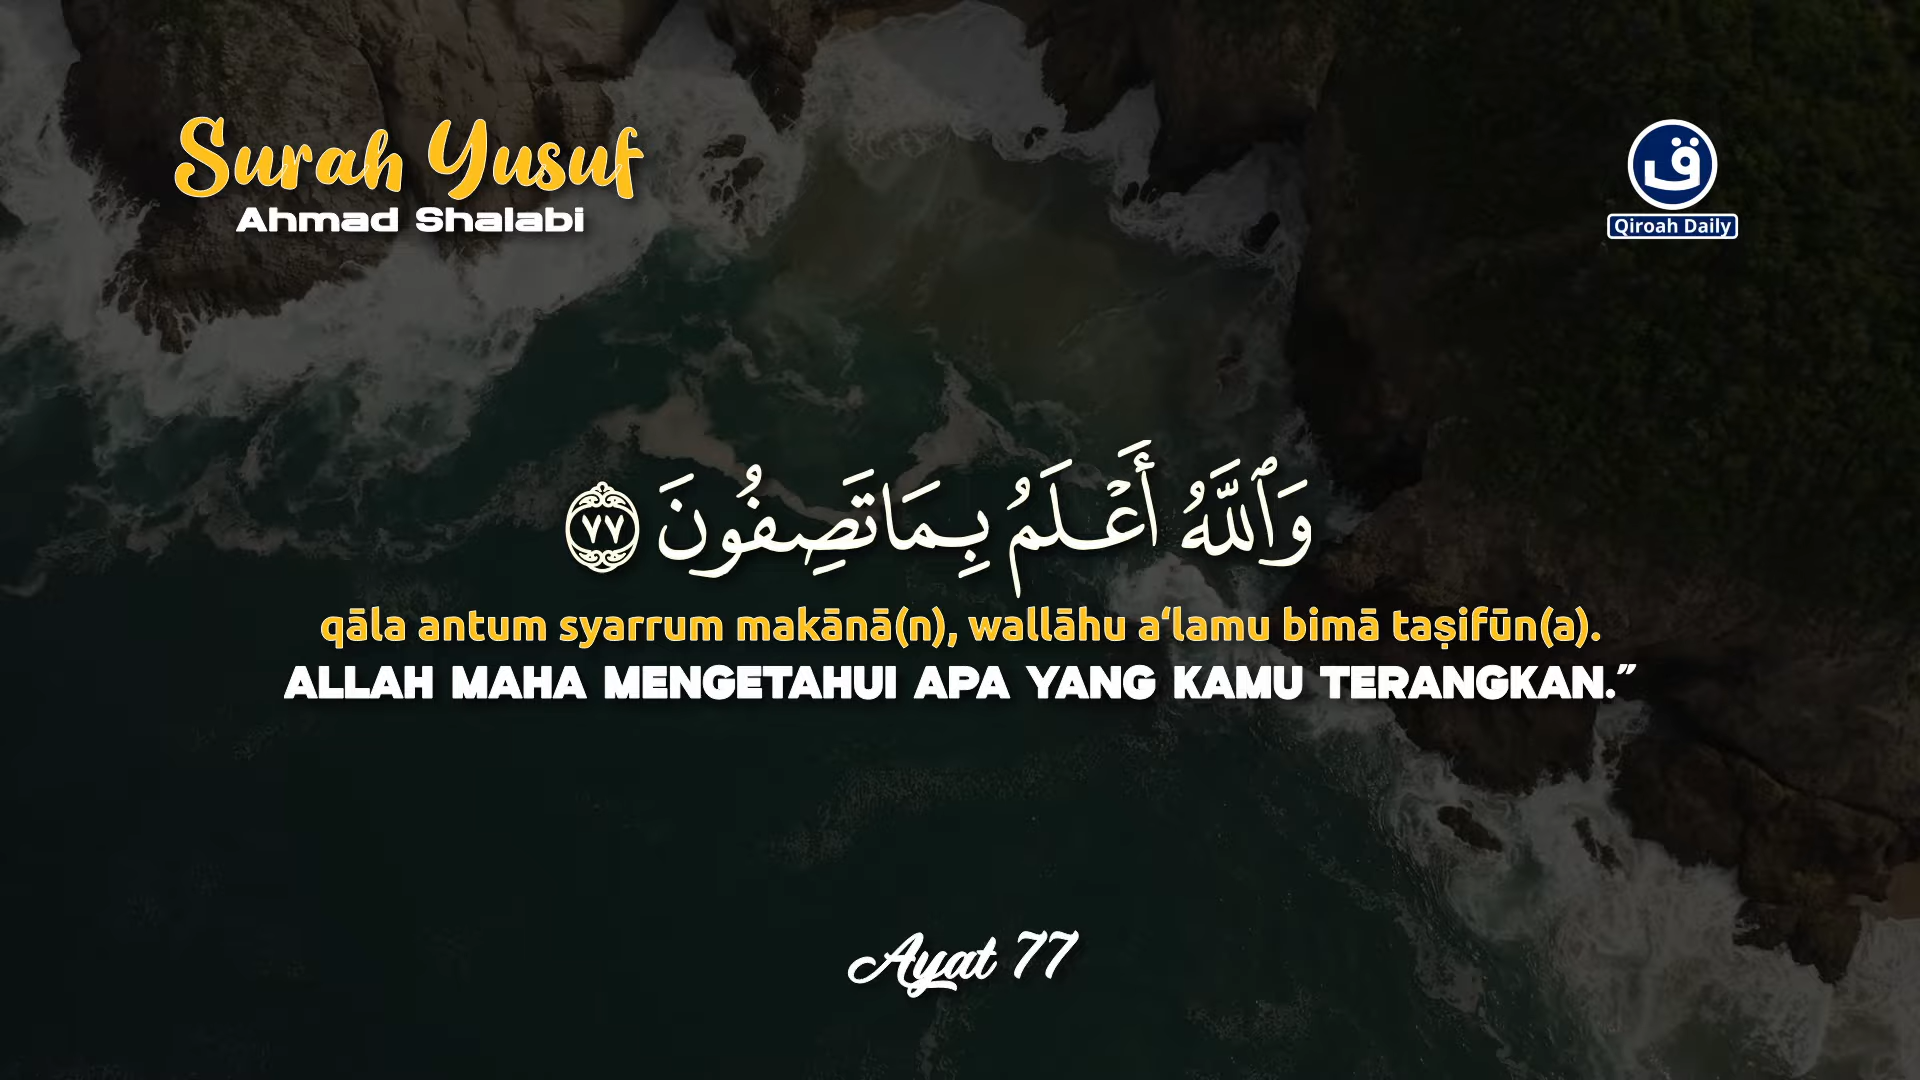 Surah Yusuf
Ahmad Shalabi
ق
Qiroah Daily
وَٱللَّهُ أَعْلَمُ بِمَا تَصِفُونَ ٧٧
qāla antum syarrum makānā(n), wallāhu a‘lamu bimā taṣifūn(a).
ALLAH MAHA MENGETAHUI APA YANG KAMU TERANGKAN.”
Ayat 77